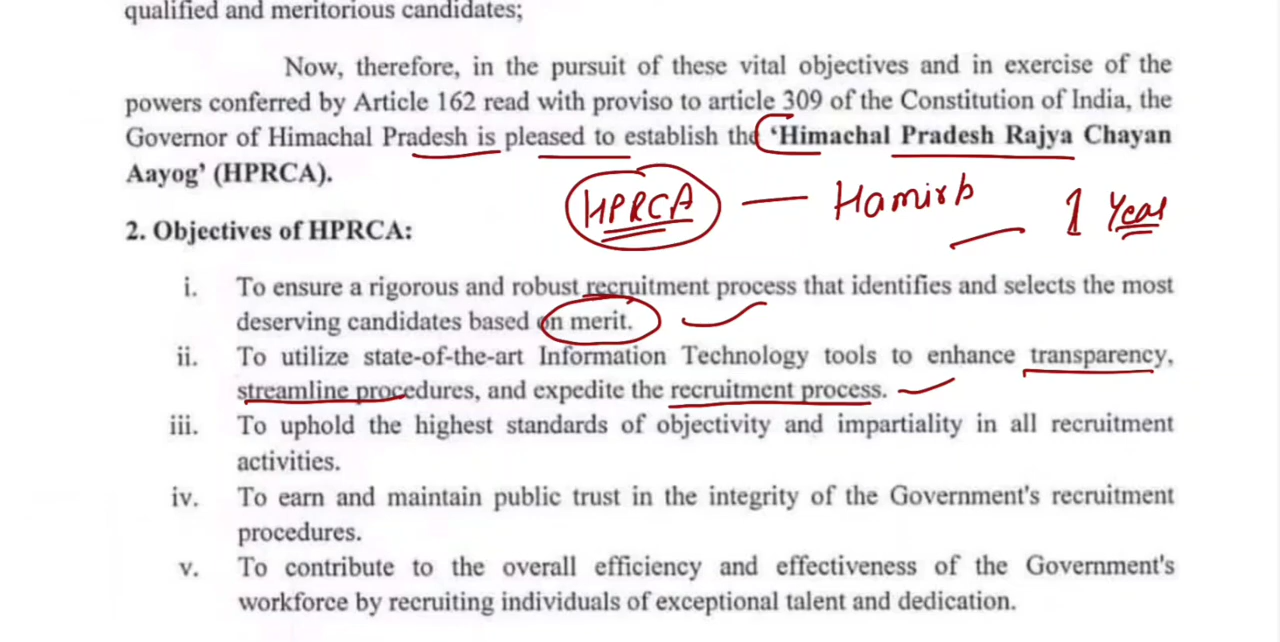 qualified and meritorious candidates;
Now, therefore, in the pursuit of these vital objectives and in exercise of the
powers conferred by Article 162 read with proviso to article 309 of the Constitution of India, the
Governor of Himachal Pradesh is pleased to establish the 'Himachal Pradesh Rajya Chayan
Aayog' (HPRCA).
HPRCA — Hamirb — 1 Year
2. Objectives of HPRCA:
i. To ensure a rigorous and robust recruitment process that identifies and selects the most
deserving candidates based on merit.
ii. To utilize state-of-the-art Information Technology tools to enhance transparency,
streamline procedures, and expedite the recruitment process.
iii. To uphold the highest standards of objectivity and impartiality in all recruitment
activities.
iv. To earn and maintain public trust in the integrity of the Government's recruitment
procedures.
v. To contribute to the overall efficiency and effectiveness of the Government's
workforce by recruiting individuals of exceptional talent and dedication.